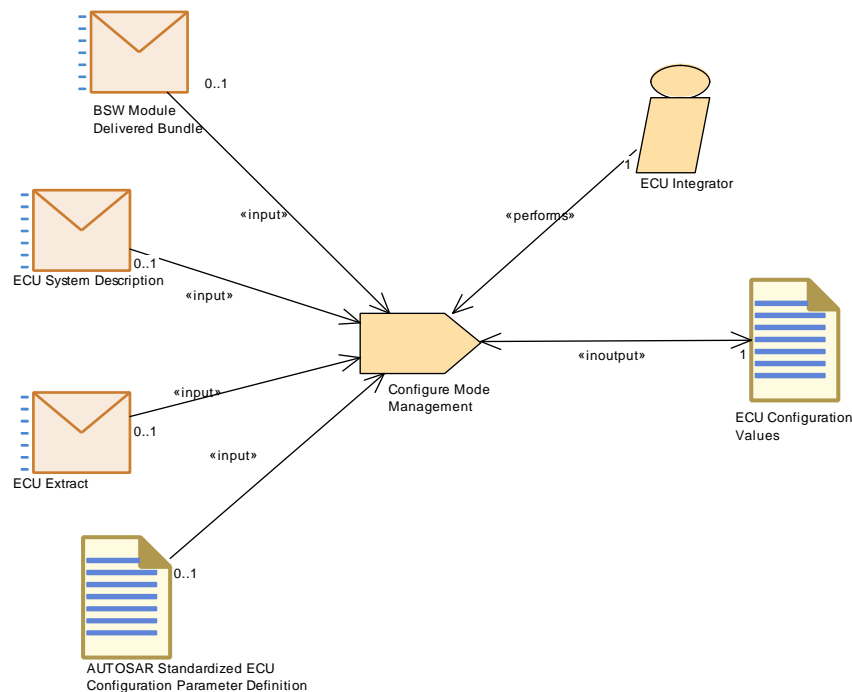 0..1
BSW Module
Delivered Bundle
ECU Integrator
1
«input»
«performs»
ECU System Description
0..1
«input»
Configure Mode
Management
«inoutput»
1
ECU Configuration
Values
«input»
0..1
ECU Extract
«input»
0..1
AUTOSAR Standardized ECU
Configuration Parameter Definition